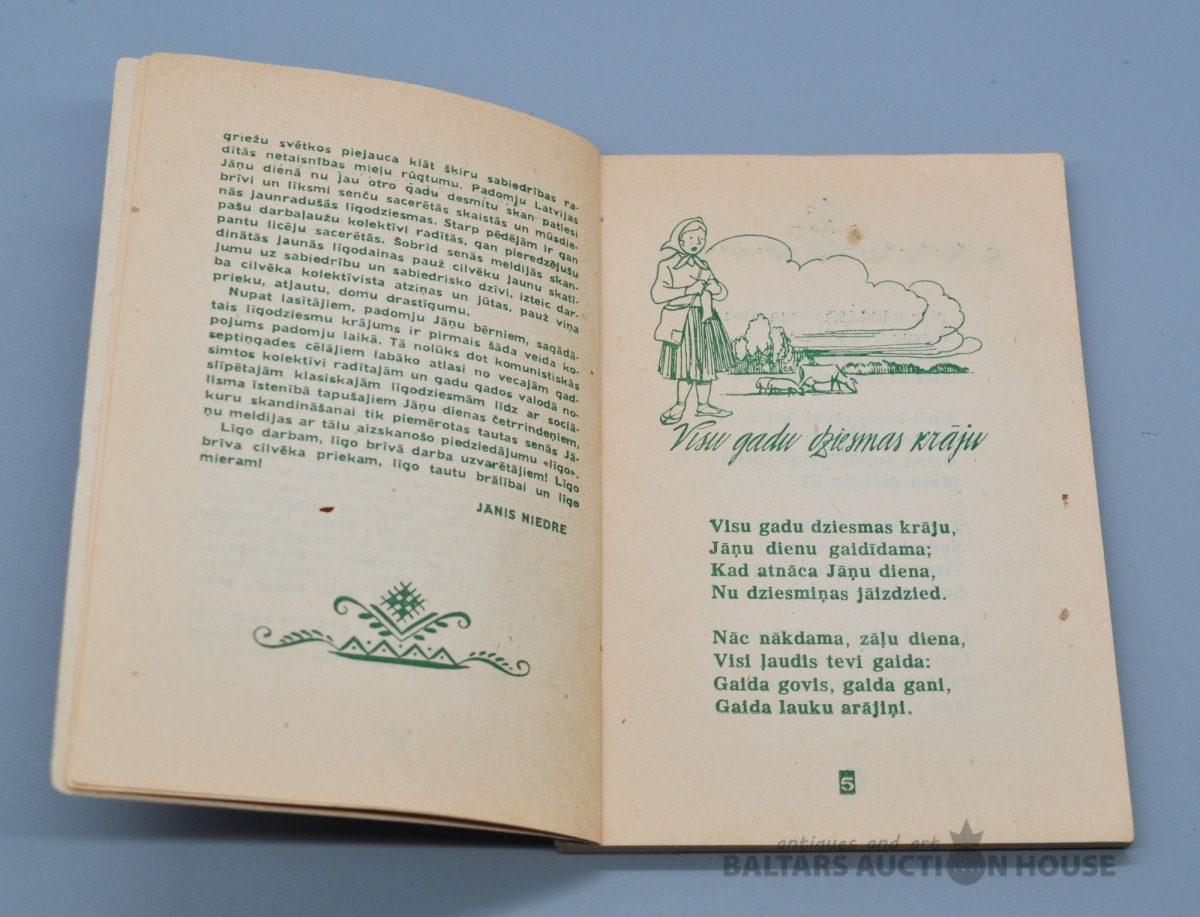 griežu svētkos piejauca klāt šķiru sabiedrības ra-
dītās netaisnības mieļu rūgtumu. Padomju Latvijas
Jāņu dienā nu jau otro gadu desmitu skan patiesi
brīvi un līksmi senču sacerētās skaistās un mūsdie-
nās jaunradušās līgodziesmas. Starp pēdējām ir gan
pašu darbaļaužu kolektīvi radītās, gan pieredzējušu
pantu licēju sacerētās. Šobrīd senās meldijās skan-
dinātās jaunās līgodainas pauž cilvēku jaunu skatī-
jumu uz sabiedrību un sabiedrisko dzīvi, izteic dar-
ba cilvēka kolektīvista atziņas un jūtas, pauž viņa
prieku, atjautu, domu drastīgumu.
Nupat lasītājiem, padomju Jāņu bērniem, sagādā-
tais līgodziesmu krājums ir pirmais šāda veida ko-
pojums padomju laikā. Tā nolūks dot komunistiskās
septiņgades cēlājiem labāko atlasi no vecajām gad-
simtos kolektīvi radītajām un gadu gados valodā no-
slīpētajām klasiskajām līgodziesmām līdz ar sociā-
lisma īstenībā tapušajiem Jāņu dienas četrrindeņiem,
kuru skandināšanai tik piemērotas tautas senās Jā-
ņu meldijas ar tālu aizskanošo piedziedājumu «līgo».
Līgo darbam, līgo brīvā darba uzvarētājiem! Līgo
brīva cilvēka priekam, līgo tautu brālībai un līgo
mieram!
JĀNIS NIEDRE
Visu gadu dziesmas krāju
Visu gadu dziesmas krāju,
Jāņu dienu gaidīdama;
Kad atnāca Jāņu diena,
Nu dziesmiņas jāizdzied.
Nāc nākdama, zāļu diena,
Visi ļaudis tevi gaida:
Gaida govis, gaida gani,
Gaida lauku arājiņi.
5
antiques and art
BALTARS AUCTION HOUSE